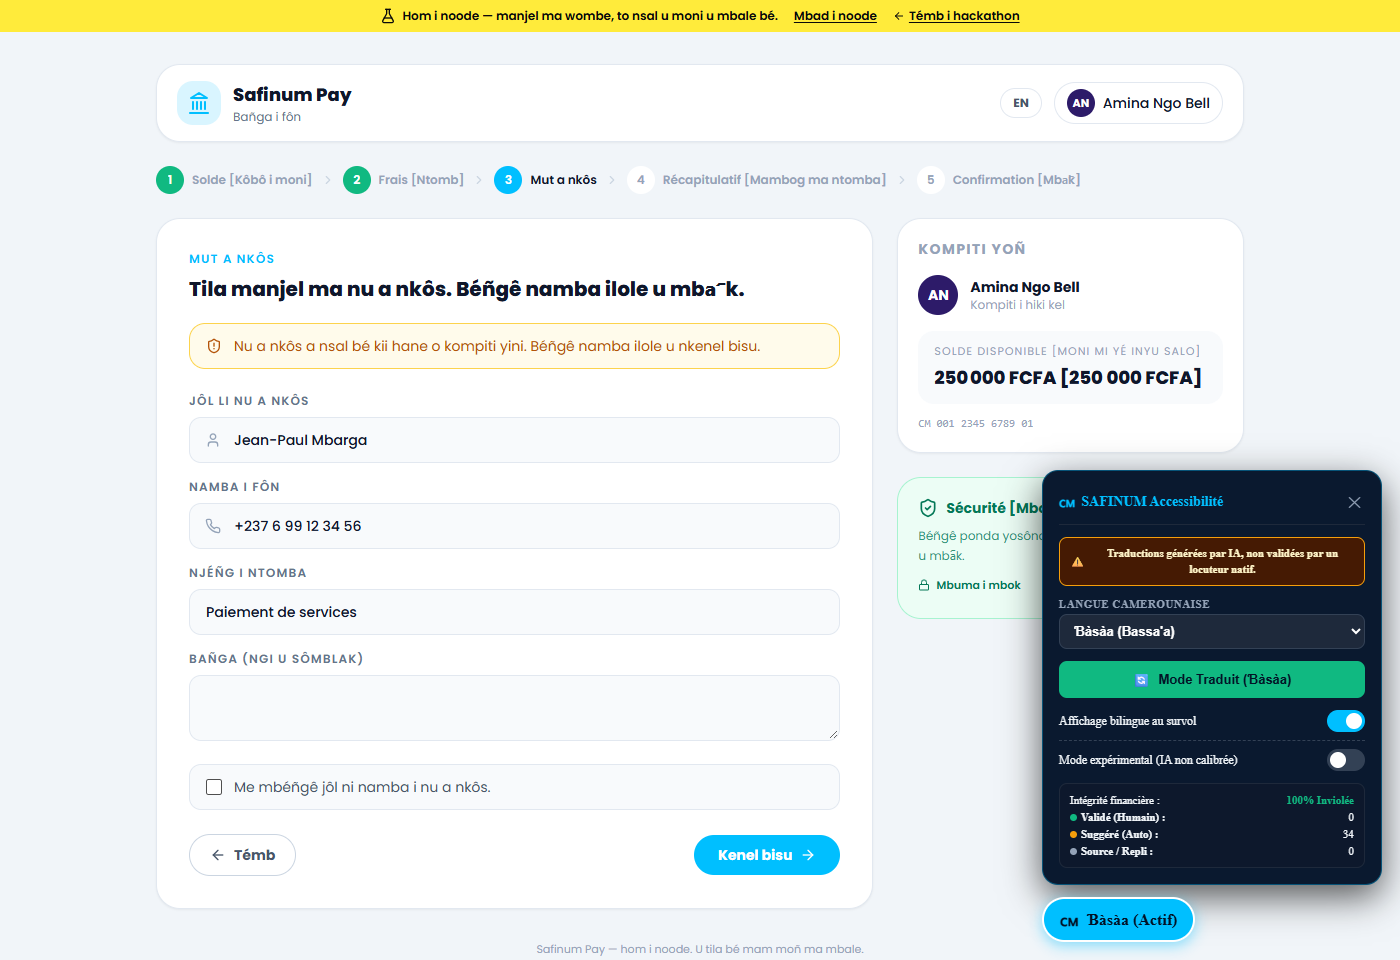 Hom i noode — manjel ma wombe, to nsal u moni u mbale bé. Mbad i noode ← Témb i hackathon
Safinum Pay
Bañga i fôn
EN
AN Amina Ngo Bell
1 Solde [Kôbô i moni] 2 Frais [Ntomb] 3 Mut a nkôs 4 Récapitulatif [Mambog ma ntomba] 5 Confirmation [Mbak̄]
MUT A NKÔS
Tila manjel ma nu a nkôs. Béñgê namba ilole u mba᷇k.
Nu a nkôs a nsal bé kii hane o kompiti yini. Béñgê namba ilole u nkenel bisu.
JÔL LI NU A NKÔS
Jean-Paul Mbarga
NAMBA I FÔN
+237 6 99 12 34 56
NJÉÑG I NTOMBA
Paiement de services
BAÑGA (NGI U SÔMBLAK)
Me mbéñgê jôl ni namba i nu a nkôs.
← Témb
Kenel bisu →
KOMPITI YOÑ
AN
Amina Ngo Bell
Kompiti i hiki kel
SOLDE DISPONIBLE [MONI MI YÉ INYU SALO]
250 000 FCFA [250 000 FCFA]
CM 001 2345 6789 01
Sécurité
Béñgê ponda
u mbāk.
Mbuma i mbok
CM SAFINUM Accessibilité
Traductions générées par IA, non validées par un
locuteur natif.
LANGUE CAMEROUNAISE
Ɓàsàa (Bassa'a)
Mode Traduit (Ɓàsàa)
Affichage bilingue au survol
Mode expérimental (IA non calibrée)
Intégrité financière : 100% Inviolée
Validé (Humain) : 0
Suggéré (Auto) : 34
Source / Repli : 0
CM Ɓàsàa (Actif)
Safinum Pay — hom i noode. U tila bé mam moñ ma mbale.